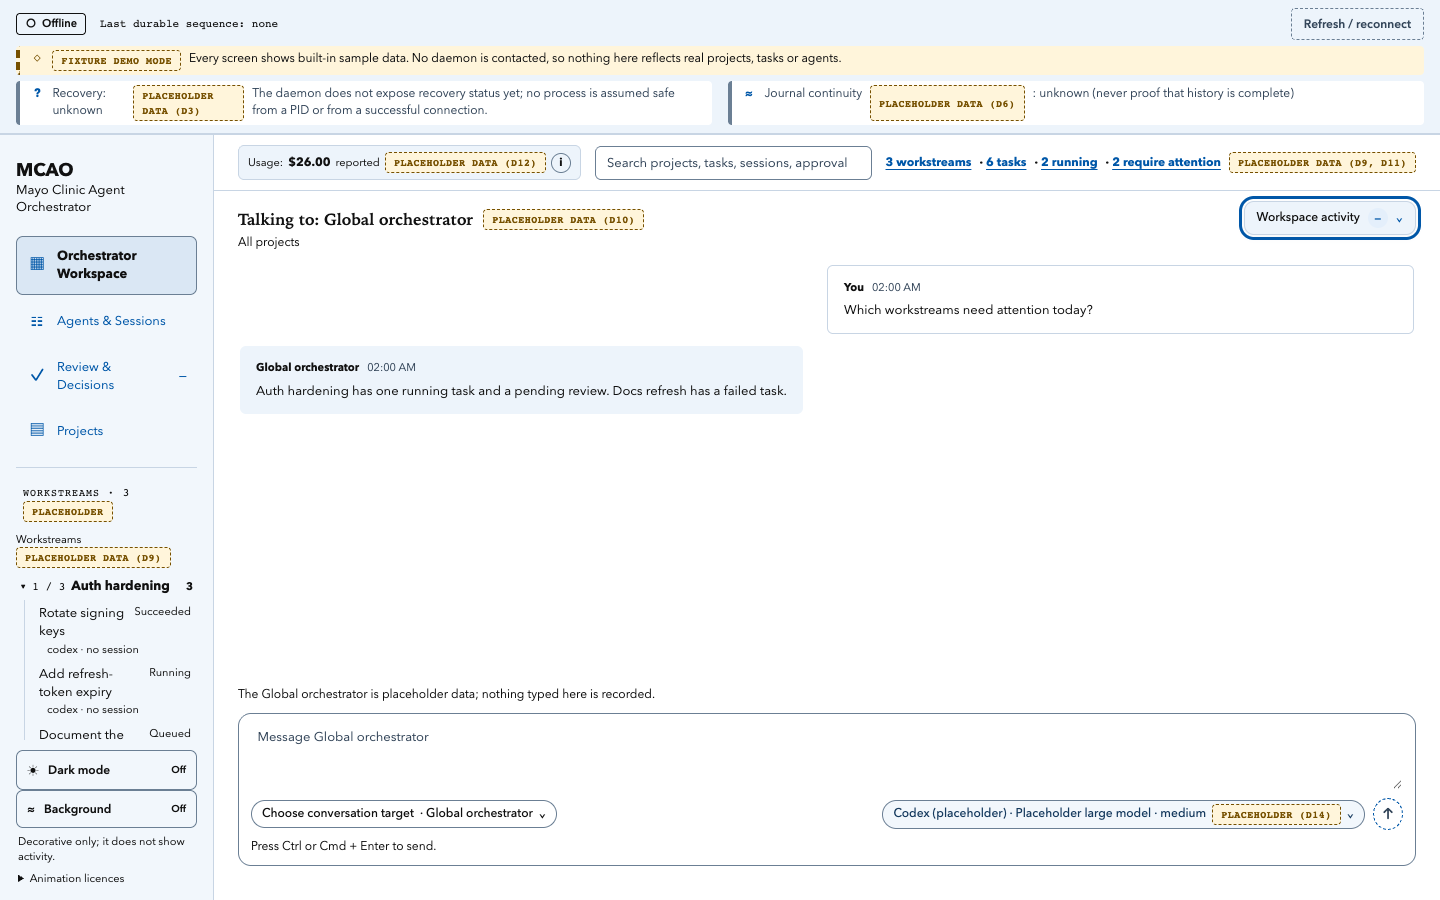 Offline
Last durable sequence: none
Refresh / reconnect
FIXTURE DEMO MODE
Every screen shows built-in sample data. No daemon is contacted, so nothing here reflects real projects, tasks or agents.
? Recovery:
unknown
PLACEHOLDER
DATA (D3)
The daemon does not expose recovery status yet; no process is assumed safe
from a PID or from a successful connection.
≈ Journal continuity
PLACEHOLDER DATA (D6)
: unknown (never proof that history is complete)
MCAO
Mayo Clinic Agent
Orchestrator
Orchestrator
Workspace
Agents & Sessions
Review &
Decisions
–
Projects
WORKSTREAMS · 3
PLACEHOLDER
Workstreams
PLACEHOLDER DATA (D9)
▾ 1 / 3 Auth hardening 3
Rotate signing
keys
Succeeded
codex · no session
Add refresh-
token expiry
Running
codex · no session
Document the
Queued
Dark mode Off
≈ Background Off
Decorative only; it does not show
activity.
▶ Animation licences
Usage: $26.00 reported PLACEHOLDER DATA (D12) i
Search projects, tasks, sessions, approval
3 workstreams · 6 tasks · 2 running · 2 require attention PLACEHOLDER DATA (D9, D11)
Talking to: Global orchestrator PLACEHOLDER DATA (D10)
All projects
Workspace activity –
You 02:00 AM
Which workstreams need attention today?
Global orchestrator 02:00 AM
Auth hardening has one running task and a pending review. Docs refresh has a failed task.
The Global orchestrator is placeholder data; nothing typed here is recorded.
Message Global orchestrator
Choose conversation target · Global orchestrator
Codex (placeholder) · Placeholder large model · medium PLACEHOLDER (D14)
Press Ctrl or Cmd + Enter to send.